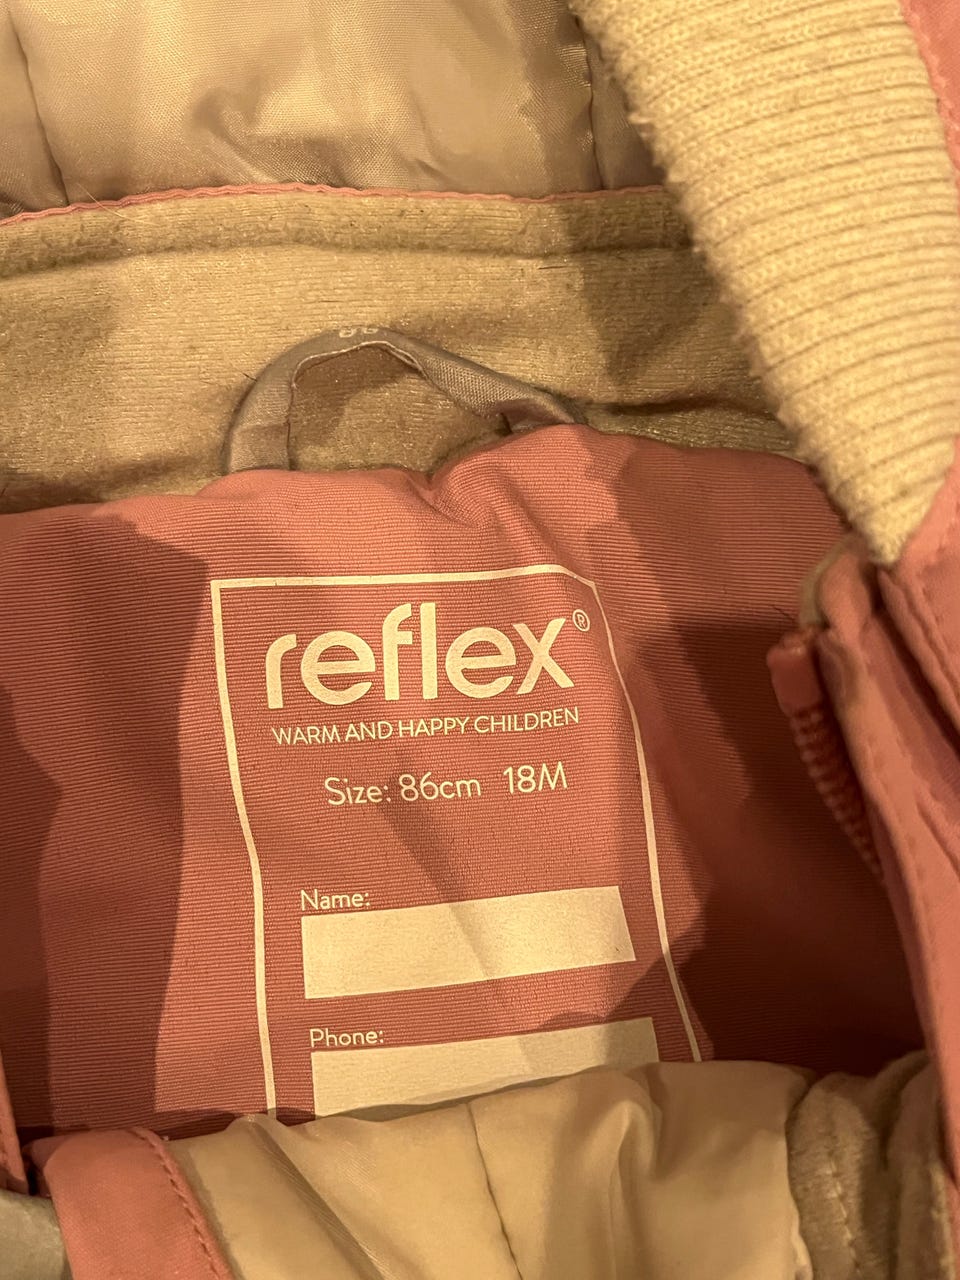 reflex®
WARM AND HAPPY CHILDREN
Size: 86cm 18M
Name:
Phone: